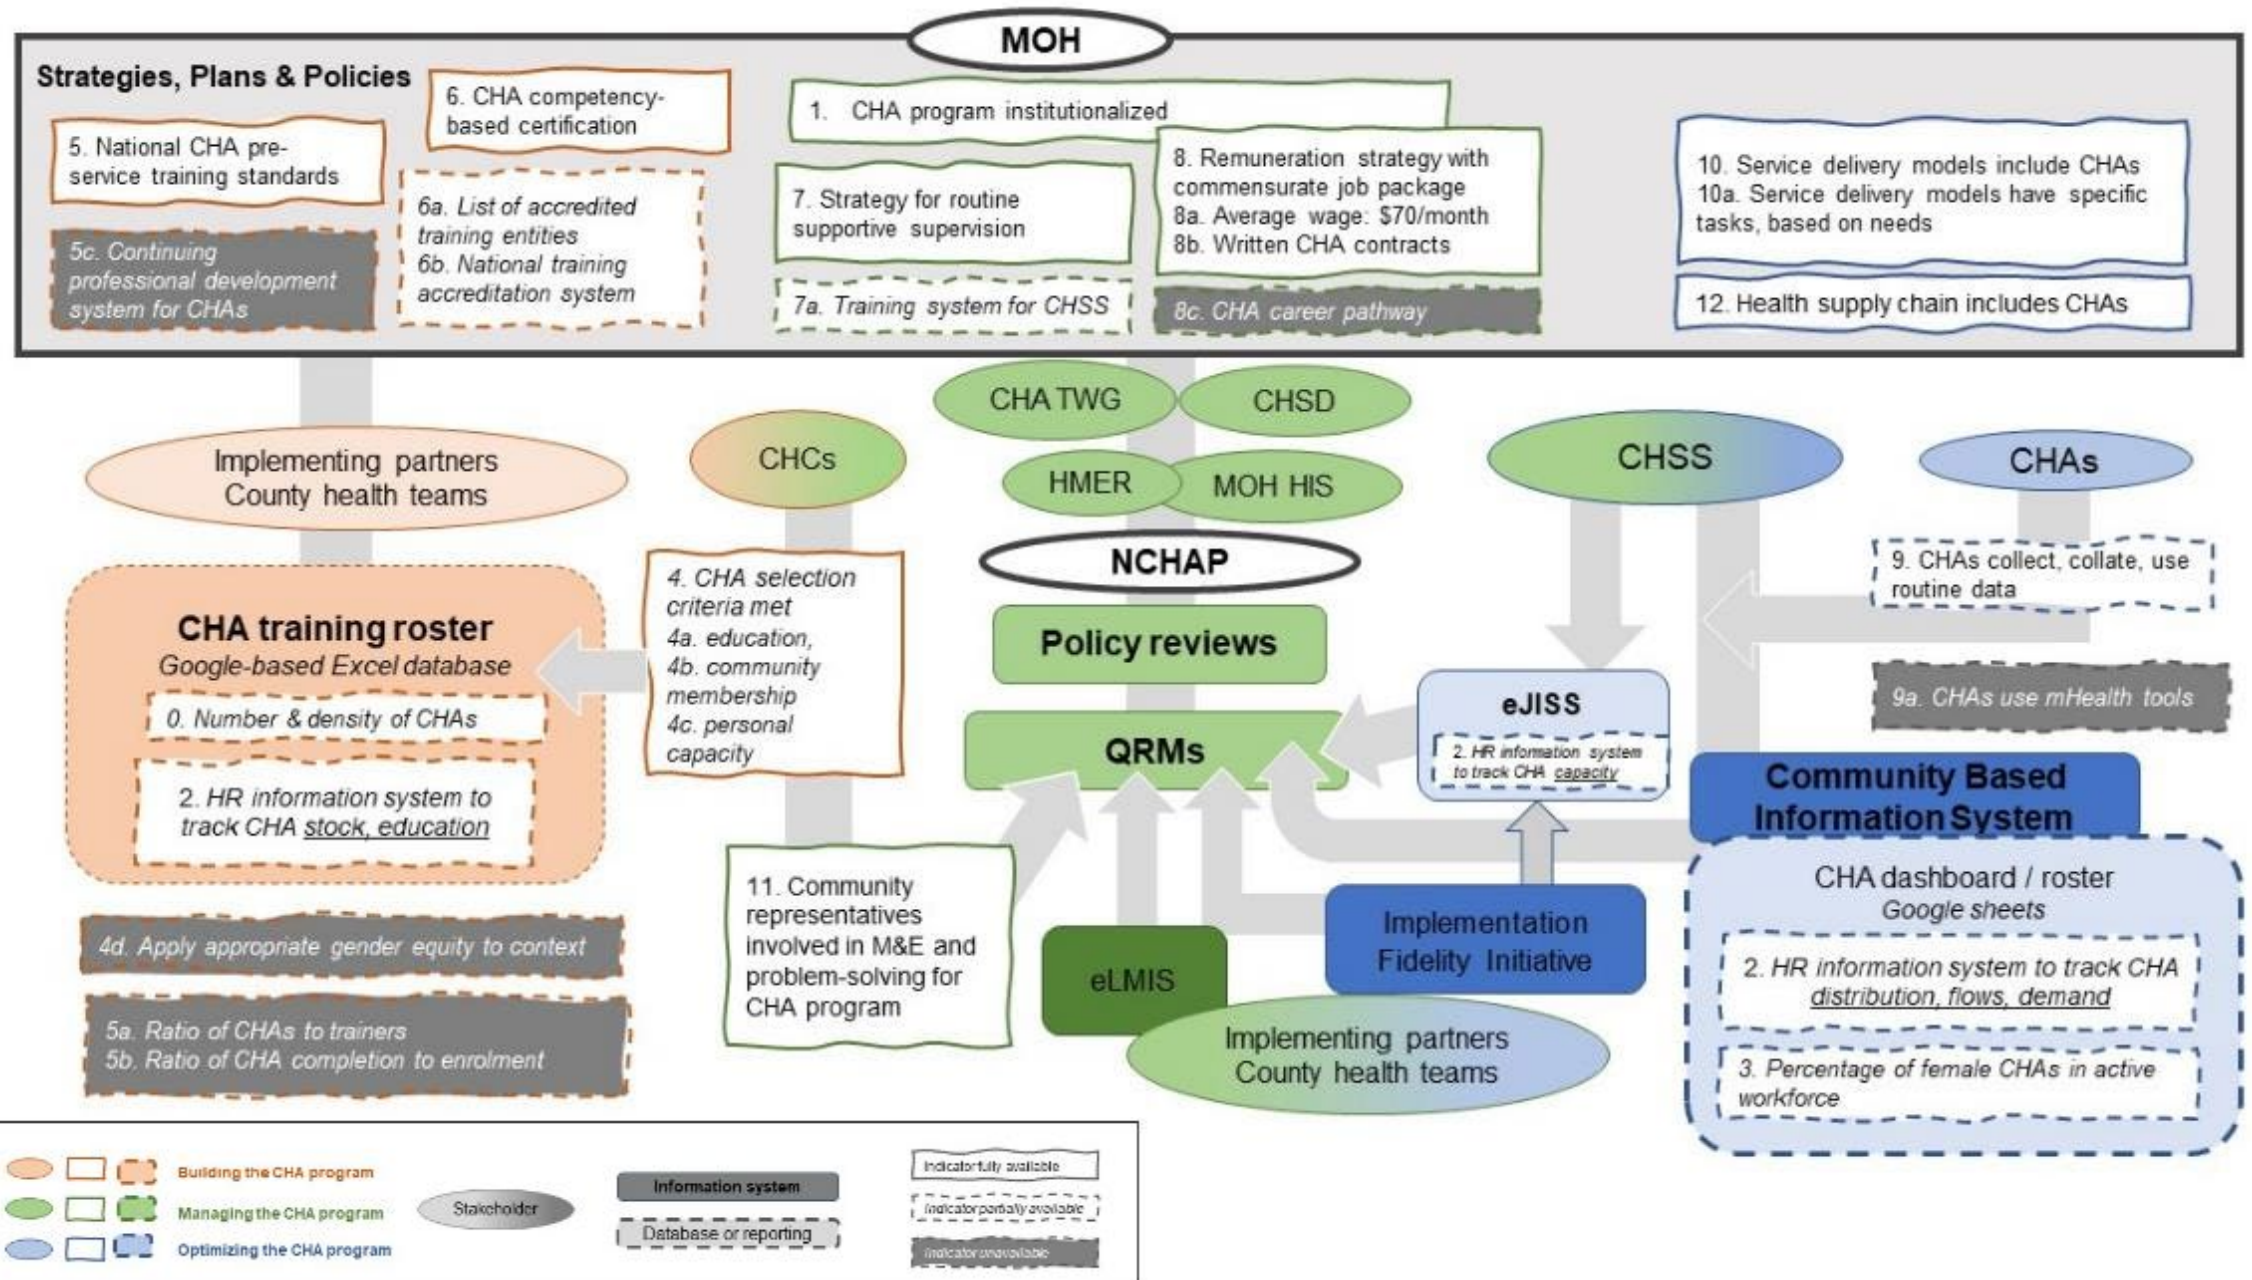 MOH
Strategies, Plans & Policies
5. National CHA pre-
service training standards
5c. Continuing
professional development
system for CHAs
6. CHA competency-
based certification
6a. List of accredited
training entities
6b. National training
accreditation system
1. CHA program institutionalized
7. Strategy for routine
supportive supervision
7a. Training system for CHSS
8. Remuneration strategy with
commensurate job package
8a. Average wage: $70/month
8b. Written CHA contracts
8c. CHA career pathway
10. Service delivery models include CHAs
10a. Service delivery models have specific
tasks, based on needs
12. Health supply chain includes CHAs
Implementing partners
County health teams
CHCs
CHA TWG
CHSD
HMER
MOH HIS
CHSS
CHAs
NCHAP
Policy reviews
QRMs
CHA training roster
Google-based Excel database
0. Number & density of CHAs
2. HR information system to
track CHA stock, education
4. CHA selection
criteria met
4a. education,
4b. community
membership
4c. personal
capacity
9. CHAs collect, collate, use
routine data
9a. CHAs use mHealth tools
eJISS
2. HR information system
to track CHA capacity
Community Based
Information System
CHA dashboard / roster
Google sheets
2. HR information system to track CHA
distribution, flows, demand
3. Percentage of female CHAs in active
workforce
4d. Apply appropriate gender equity to context
5a. Ratio of CHAs to trainers
5b. Ratio of CHA completion to enrolment
11. Community
representatives
involved in M&E and
problem-solving for
CHA program
eLMIS
Implementation
Fidelity Initiative
Implementing partners
County health teams
Building the CHA program
Managing the CHA program
Optimizing the CHA program
Stakeholder
Information system
Database or reporting
Indicator fully available
Indicator partially available
Indicator unavailable